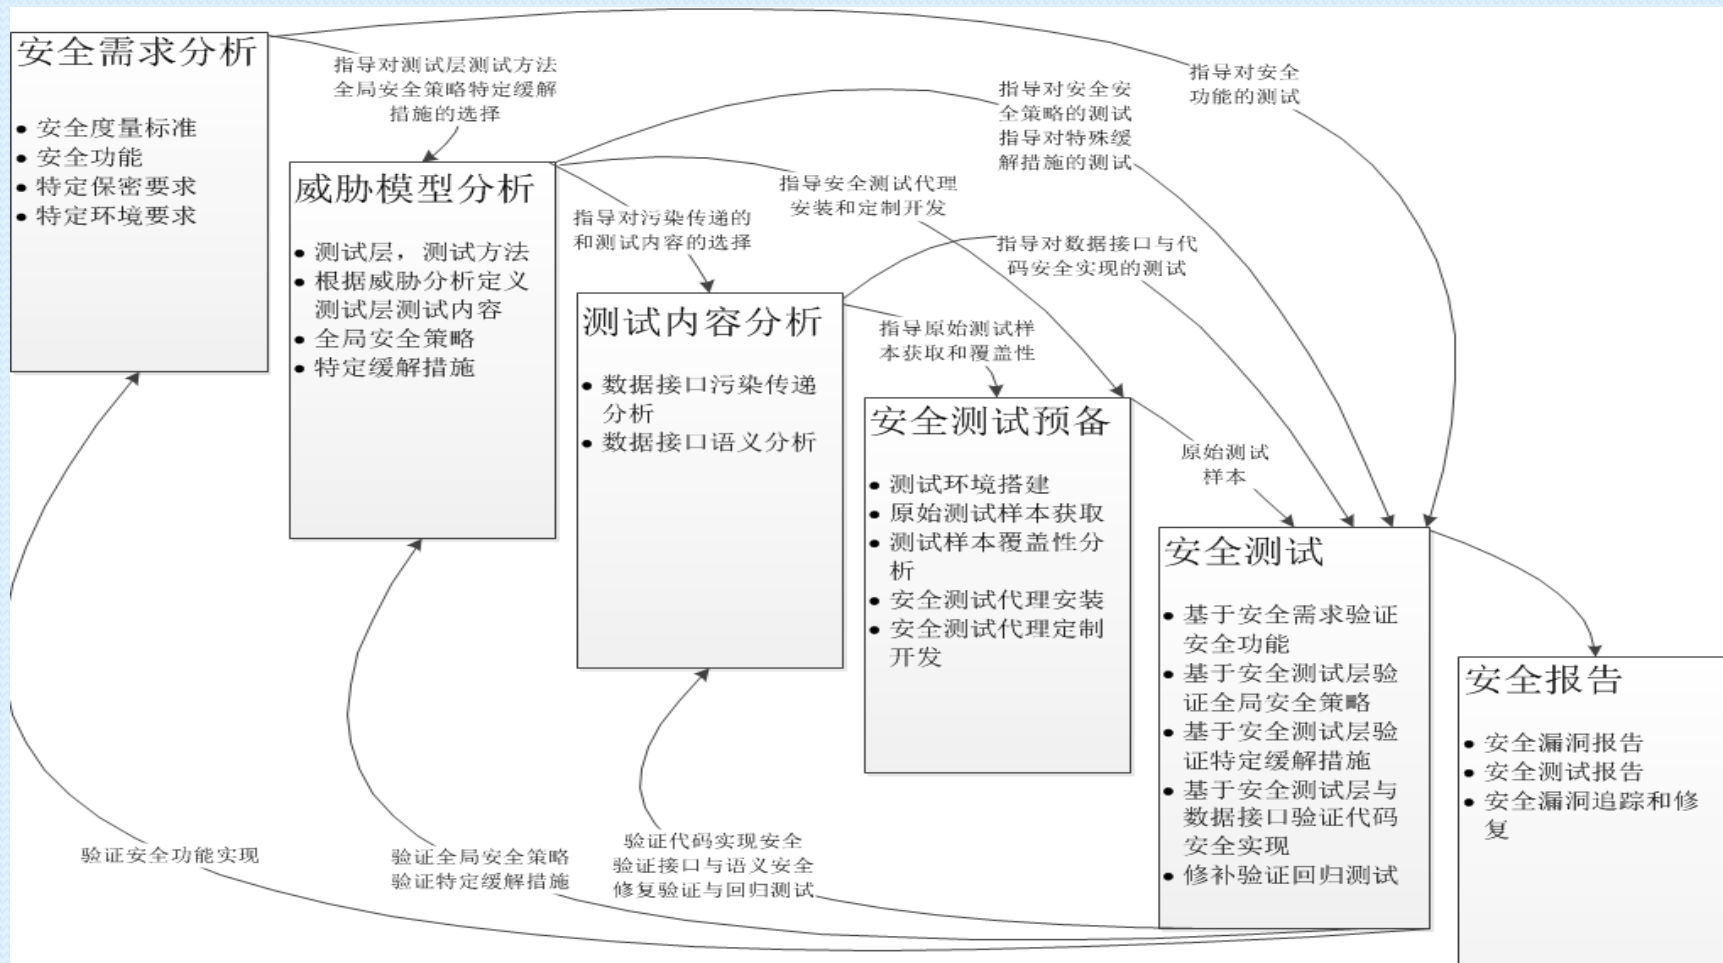 安全需求分析
安全度量标准
安全功能
特定保密要求
特定环境要求
指导对测试层测试方法
全局安全策略特定缓解
措施的选择
威胁模型分析
测试层，测试方法
根据威胁分析定义
测试层测试内容
全局安全策略
特定缓解措施
指导对污染传递的
和测试内容的选择
测试内容分析
数据接口污染传递
分析
数据接口语义分析
指导安全测试代理
安装和定制开发
指导对安全安
全策略的测试
指导对特殊缓
解措施的测试
指导对安全
功能的测试
指导对数据接口与代
码安全实现的测试
指导原始测试样
本获取和覆盖性
安全测试预备
测试环境搭建
原始测试样本获取
测试样本覆盖性分
析
安全测试代理安装
安全测试代理定制
开发
原始测试
样本
安全测试
基于安全需求验证
安全功能
基于安全测试层验
证全局安全策略
基于安全测试层验
证特定缓解措施
基于安全测试层与
数据接口验证代码
安全实现
修补验证回归测试
安全报告
安全漏洞报告
安全测试报告
安全漏洞追踪和修
复
验证安全功能实现
验证全局安全策略
验证特定缓解措施
验证代码实现安全
验证接口与语义安全
修复验证与回归测试